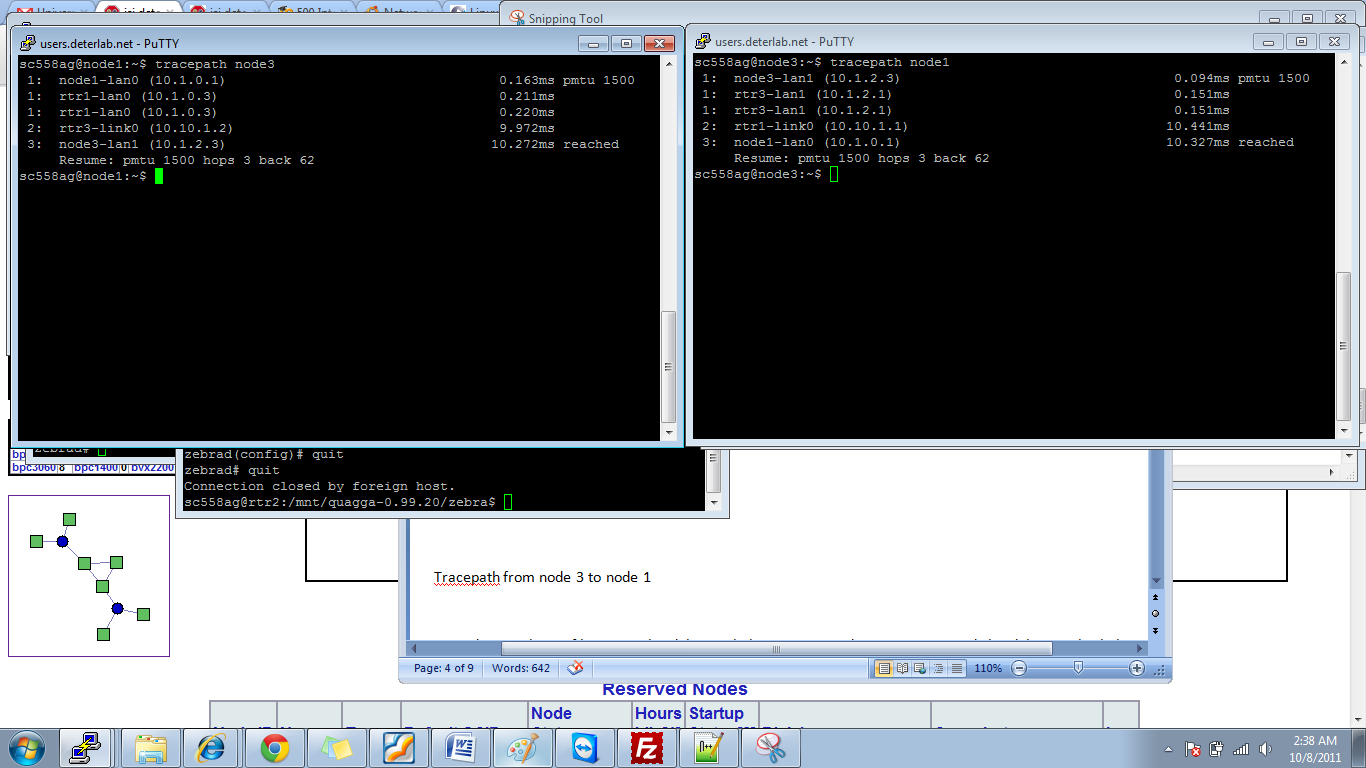 Snipping Tool
users.deterlab.net - PuTTY
sc558ag@node1:~$ tracepath node3
1: node1-lan0 (10.1.0.1) 0.163ms pmtu 1500
1: rtr1-lan0 (10.1.0.3) 0.211ms
1: rtr1-lan0 (10.1.0.3) 0.220ms
2: rtr3-link0 (10.10.1.2) 9.972ms
3: node3-lan1 (10.1.2.3) 10.272ms reached
Resume: pmtu 1500 hops 3 back 62
sc558ag@node1:~$
users.deterlab.net - PuTTY
sc558ag@node3:~$ tracepath node1
1: node3-lan1 (10.1.2.3) 0.094ms pmtu 1500
1: rtr3-lan1 (10.1.2.1) 0.151ms
1: rtr3-lan1 (10.1.2.1) 0.151ms
2: rtr1-link0 (10.10.1.1) 10.441ms
3: node1-lan0 (10.1.0.1) 10.327ms reached
Resume: pmtu 1500 hops 3 back 62
sc558ag@node3:~$
zebrad#
bpc3060 8 bpc1400 0 bvx2200
zebrad(config)# quit
zebrad# quit
Connection closed by foreign host.
sc558ag@rtr2:/mnt/quagga-0.99.20/zebra$
Tracepath from node 3 to node 1
Page: 4 of 9 Words: 642 110%
Reserved Nodes
Node Hours Startup
2:38 AM
10/8/2011